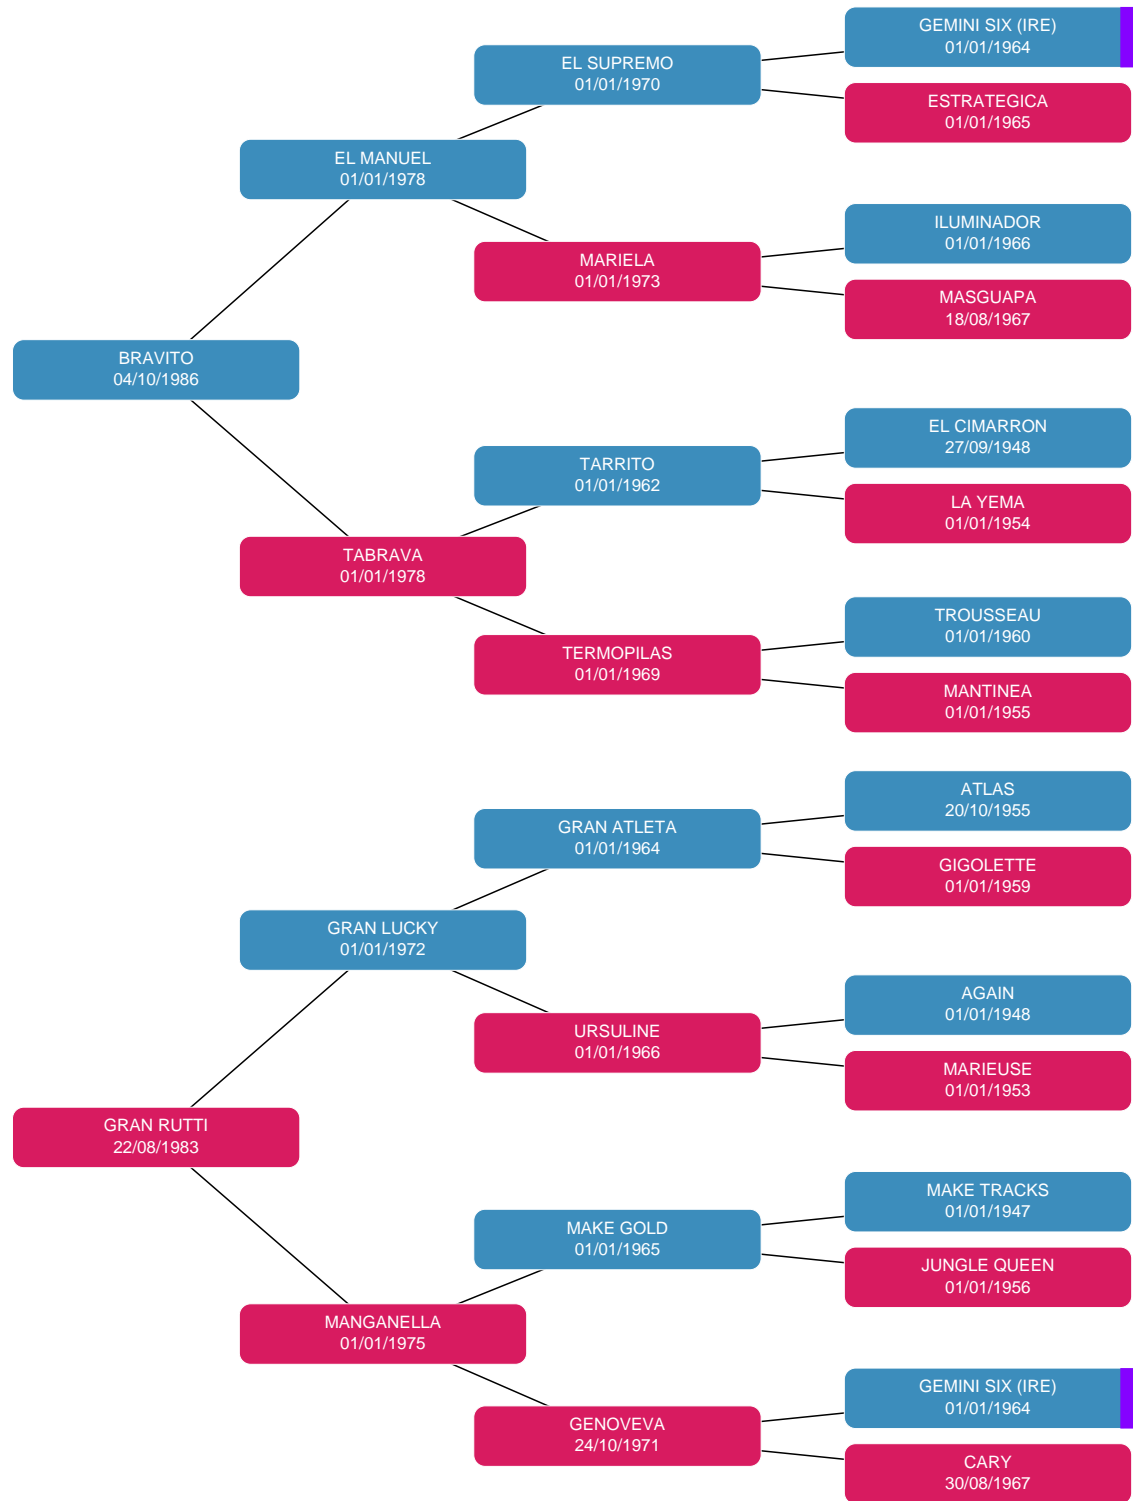 GEMINI SIX (IRE)
01/01/1964
EL SUPREMO
01/01/1970
ESTRATEGICA
01/01/1965
EL MANUEL
01/01/1978
ILUMINADOR
01/01/1966
MARIELA
01/01/1973
MASGUAPA
18/08/1967
BRAVITO
04/10/1986
EL CIMARRON
27/09/1948
TARRITO
01/01/1962
LA YEMA
01/01/1954
TABRAVA
01/01/1978
TROUSSEAU
01/01/1960
TERMOPILAS
01/01/1969
MANTINEA
01/01/1955
ATLAS
20/10/1955
GRAN ATLETA
01/01/1964
GIGOLETTE
01/01/1959
GRAN LUCKY
01/01/1972
AGAIN
01/01/1948
URSULINE
01/01/1966
MARIEUSE
01/01/1953
GRAN RUTTI
22/08/1983
MAKE TRACKS
01/01/1947
MAKE GOLD
01/01/1965
JUNGLE QUEEN
01/01/1956
MANGANELLA
01/01/1975
GEMINI SIX (IRE)
01/01/1964
GENOVEVA
24/10/1971
CARY
30/08/1967